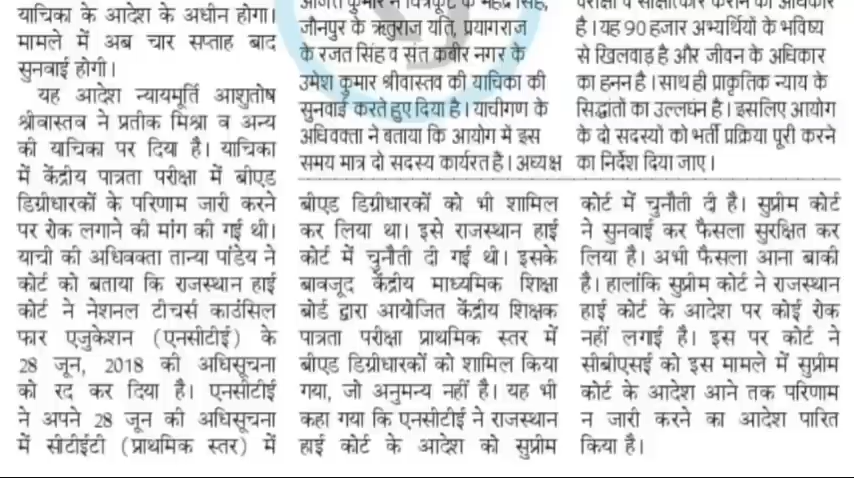 याचिका के आदेश के अधीन होगा।
मामले में अब चार सप्ताह बाद
सुनवाई होगी।
यह आदेश न्यायमूर्ति आशुतोष
श्रीवास्तव ने प्रतीक मिश्रा व अन्य
की याचिका पर दिया है। याचिका
में केंद्रीय पात्रता परीक्षा में बीएड
डिग्रीधारकों के परिणाम जारी करने
पर रोक लगाने की मांग की गई थी।
याची की अधिवक्ता तान्या पांडेय ने
कोर्ट को बताया कि राजस्थान हाई
कोर्ट ने नेशनल टीचर्स काउंसिल
फार एजुकेशन (एनसीटीई) के
28 जून, 2018 की अधिसूचना
को रद कर दिया है। एनसीटीई
ने अपने 28 जून की अधिसूचना
में सीटीईटी (प्राथमिक स्तर) में
बीएड डिग्रीधारकों को भी शामिल
कर लिया था। इसे राजस्थान हाई
कोर्ट में चुनौती दी गई थी। इसके
बावजूद केंद्रीय माध्यमिक शिक्षा
बोर्ड द्वारा आयोजित केंद्रीय शिक्षक
पात्रता परीक्षा प्राथमिक स्तर में
बीएड डिग्रीधारकों को शामिल किया
गया, जो अनुमन्य नहीं है। यह भी
कहा गया कि एनसीटीई ने राजस्थान
हाई कोर्ट के आदेश को सुप्रीम
कोर्ट में चुनौती दी है। सुप्रीम कोर्ट
ने सुनवाई कर फैसला सुरक्षित कर
लिया है। अभी फैसला आना बाकी
है। हालांकि सुप्रीम कोर्ट ने राजस्थान
हाई कोर्ट के आदेश पर कोई रोक
नहीं लगाई है। इस पर कोर्ट ने
सीबीएसई को इस मामले में सुप्रीम
कोर्ट के आदेश आने तक परिणाम
न जारी करने का आदेश पारित
किया है।
कुमार ने चित्रकूट के सिंह,
जौनपुर के ऋतुराज यति, प्रयागराज
के रजत सिंह व संत कबीर नगर के
उमेश कुमार श्रीवास्तव की याचिका की
सुनवाई करते हुए दिया है। याचीगण के
अधिवक्ता ने बताया कि आयोग में इस
समय मात्र दो सदस्य कार्यरत हैं। अध्यक्ष
परीक्षा व साक्षात्कार कराने का अधिकार
है। यह 90 हजार अभ्यर्थियों के भविष्य
से खिलवाड़ है और जीवन के अधिकार
का हनन है। साथ ही प्राकृतिक न्याय के
सिद्धांतों का उल्लघंन है। इसलिए आयोग
के दो सदस्यों को भर्ती प्रक्रिया पूरी करने
का निर्देश दिया जाए।